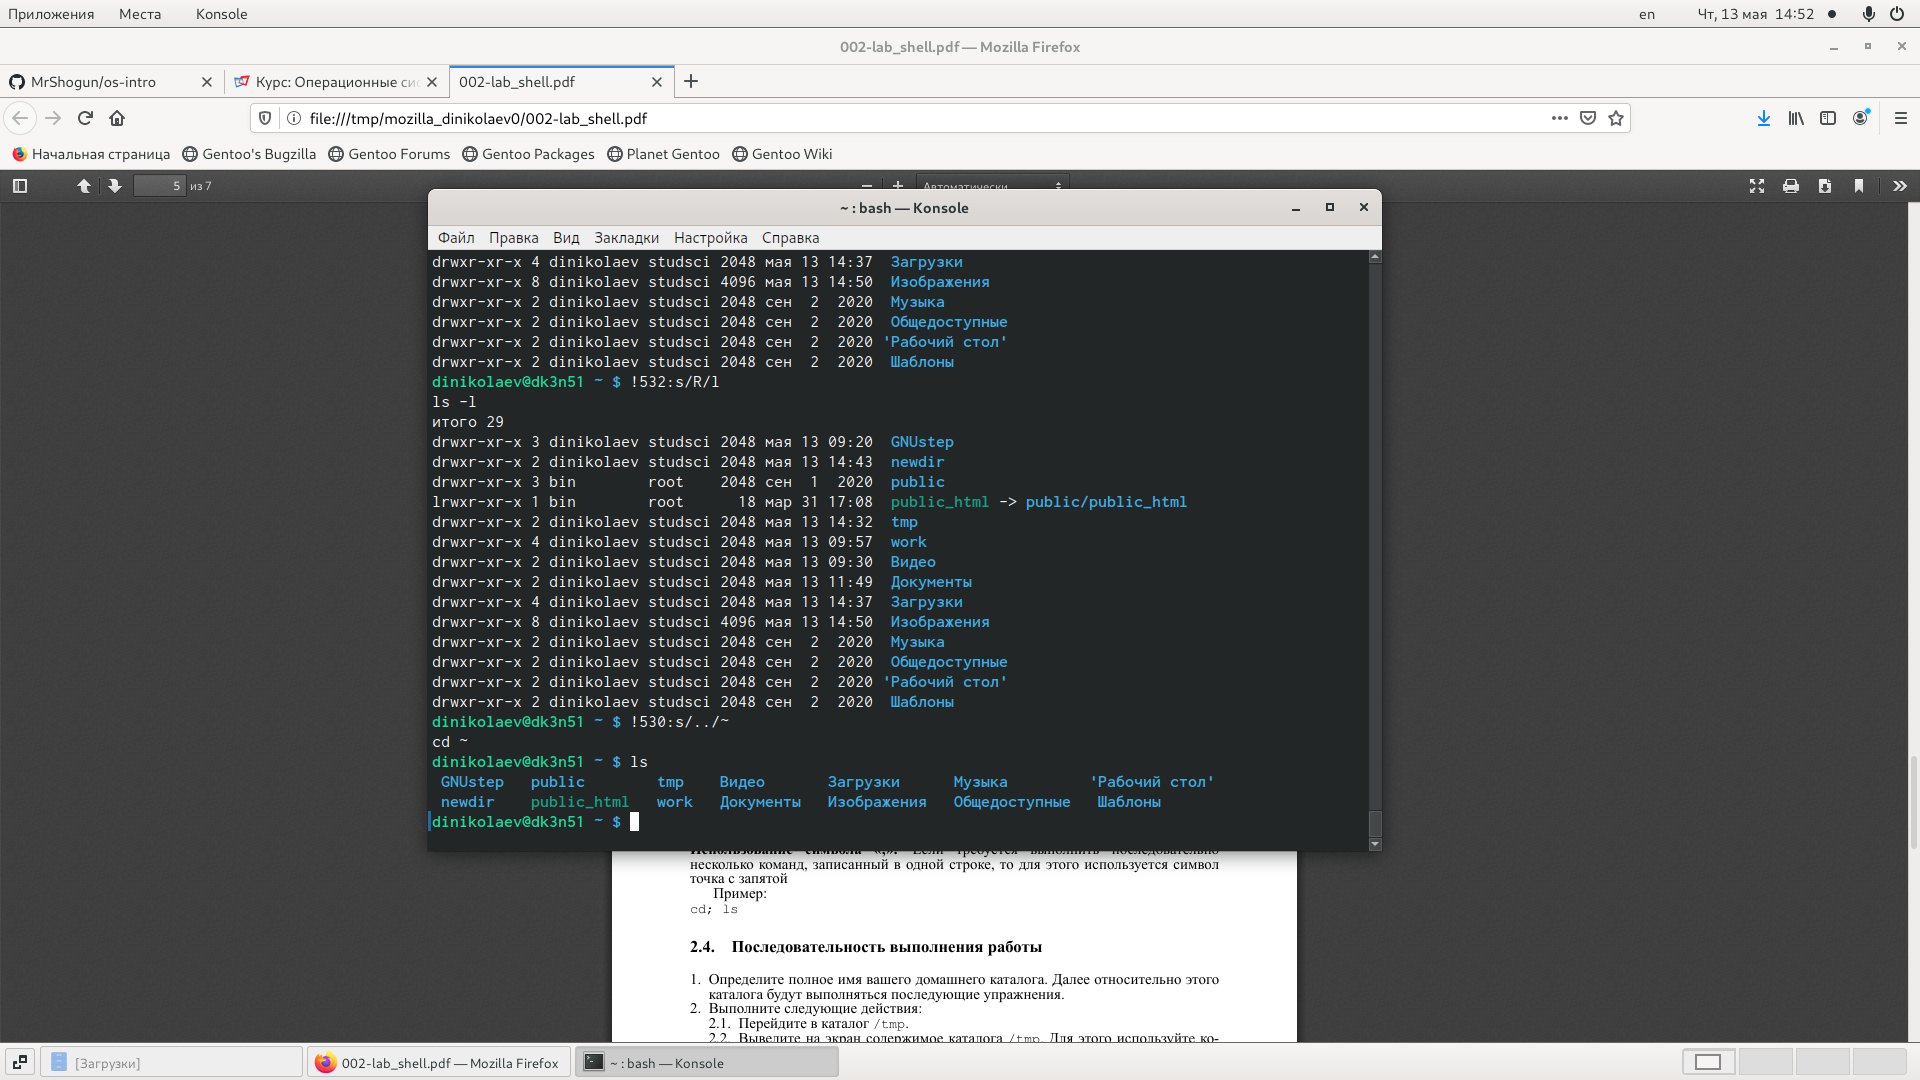 Приложения Места Konsole en Чт, 13 мая 14:52
002-lab_shell.pdf — Mozilla Firefox
MrShogun/os-intro Курс: Операционные си 002-lab_shell.pdf
file:///tmp/mozilla_dinikolaev0/002-lab_shell.pdf
Начальная страница Gentoo's Bugzilla Gentoo Forums Gentoo Packages Planet Gentoo Gentoo Wiki
5 из 7 Автоматически
~ : bash — Konsole
Файл Правка Вид Закладки Настройка Справка
drwxr-xr-x 4 dinikolaev studsci 2048 мая 13 14:37  Загрузки
drwxr-xr-x 8 dinikolaev studsci 4096 мая 13 14:50  Изображения
drwxr-xr-x 2 dinikolaev studsci 2048 сен  2  2020  Музыка
drwxr-xr-x 2 dinikolaev studsci 2048 сен  2  2020  Общедоступные
drwxr-xr-x 2 dinikolaev studsci 2048 сен  2  2020 'Рабочий стол'
drwxr-xr-x 2 dinikolaev studsci 2048 сен  2  2020  Шаблоны
dinikolaev@dk3n51 ~ $ !532:s/R/l
ls -l
итого 29
drwxr-xr-x 3 dinikolaev studsci 2048 мая 13 09:20  GNUstep
drwxr-xr-x 2 dinikolaev studsci 2048 мая 13 14:43  newdir
drwxr-xr-x 3 bin        root    2048 сен  1  2020  public
lrwxr-xr-x 1 bin        root      18 мар 31 17:08  public_html -> public/public_html
drwxr-xr-x 2 dinikolaev studsci 2048 мая 13 14:32  tmp
drwxr-xr-x 4 dinikolaev studsci 2048 мая 13 09:57  work
drwxr-xr-x 2 dinikolaev studsci 2048 мая 13 09:30  Видео
drwxr-xr-x 2 dinikolaev studsci 2048 мая 13 11:49  Документы
drwxr-xr-x 4 dinikolaev studsci 2048 мая 13 14:37  Загрузки
drwxr-xr-x 8 dinikolaev studsci 4096 мая 13 14:50  Изображения
drwxr-xr-x 2 dinikolaev studsci 2048 сен  2  2020  Музыка
drwxr-xr-x 2 dinikolaev studsci 2048 сен  2  2020  Общедоступные
drwxr-xr-x 2 dinikolaev studsci 2048 сен  2  2020 'Рабочий стол'
drwxr-xr-x 2 dinikolaev studsci 2048 сен  2  2020  Шаблоны
dinikolaev@dk3n51 ~ $ !530:s/../~
cd ~
dinikolaev@dk3n51 ~ $ ls
GNUstep public tmp Видео Загрузки Музыка 'Рабочий стол'
newdir public_html work Документы Изображения Общедоступные Шаблоны
dinikolaev@dk3n51 ~ $
Использование символа «;». Если требуется выполнить последовательно
несколько команд, записанный в одной строке, то для этого используется символ
точка с запятой
Пример:
cd; ls
2.4. Последовательность выполнения работы
1. Определите полное имя вашего домашнего каталога. Далее относительно этого
каталога будут выполняться последующие упражнения.
2. Выполните следующие действия:
2.1. Перейдите в каталог /tmp.
2.2. Выведите на экран содержимое каталога /tmp. Для этого используйте ко-
[Загрузки] 002-lab_shell.pdf — Mozilla Firefox ~ : bash — Konsole